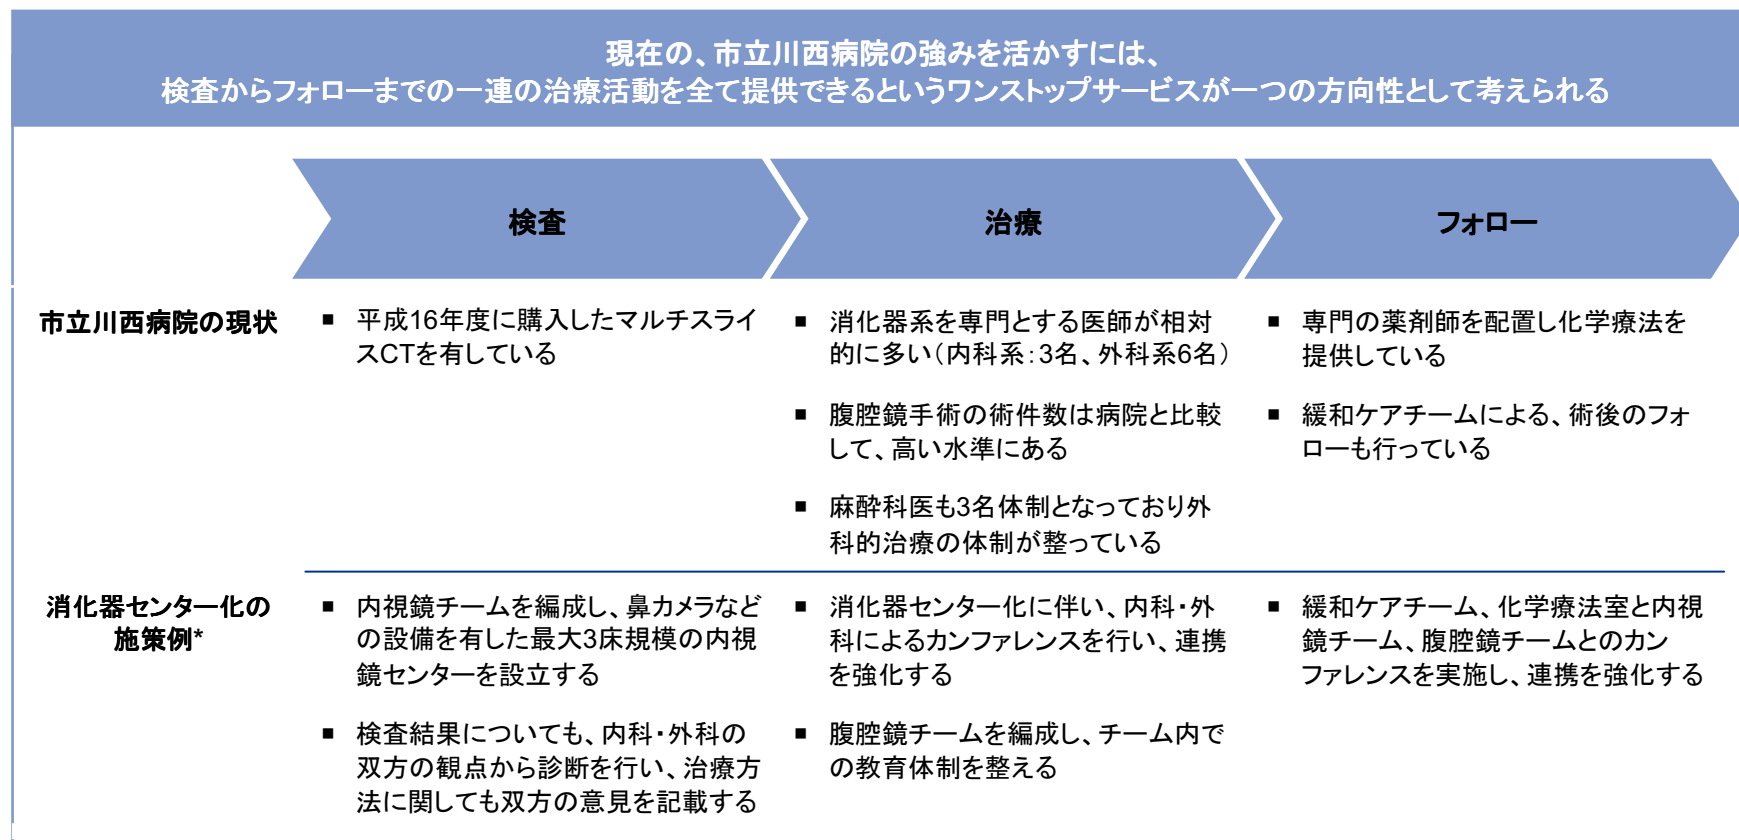 現在の、市立川西病院の強みを活かすには、
検査からフォローまでの一連の治療活動を全て提供できるというワンストップサービスが一つの方向性として考えられる
検査
治療
フォロー
市立川西病院の現状
■ 平成16年度に購入したマルチスライ
スCTを有している
■ 消化器系を専門とする医師が相対
的に多い（内科系：3名、外科系6名）
■ 腹腔鏡手術の術件数は病院と比較
して、高い水準にある
■ 麻酔科医も3名体制となっており外
科的治療の体制が整っている
■ 専門の薬剤師を配置し化学療法を
提供している
■ 緩和ケアチームによる、術後のフォ
ローも行っている
消化器センター化の
施策例*
■ 内視鏡チームを編成し、鼻カメラなど
の設備を有した最大3床規模の内視
鏡センターを設立する
■ 検査結果についても、内科・外科の
双方の観点から診断を行い、治療方
法に関しても双方の意見を記載する
■ 消化器センター化に伴い、内科・外
科によるカンファレンスを行い、連携
を強化する
■ 腹腔鏡チームを編成し、チーム内で
の教育体制を整える
■ 緩和ケアチーム、化学療法室と内視
鏡チーム、腹腔鏡チームとのカン
ファレンスを実施し、連携を強化する